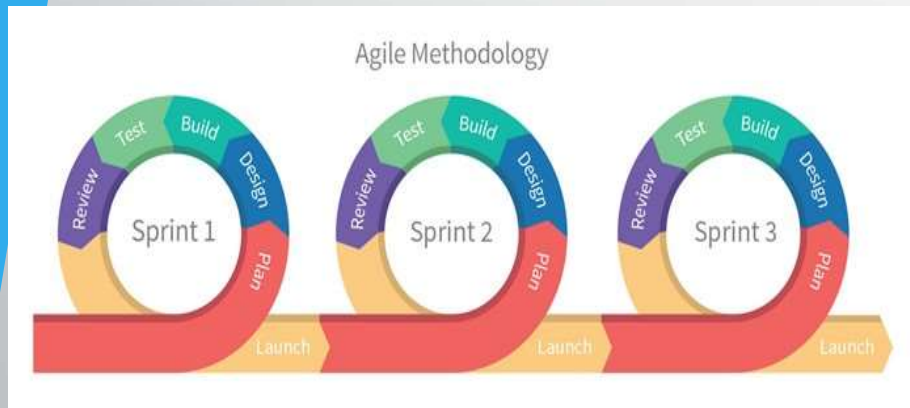 Agile Methodology
Sprint 1
Plan
Design
Build
Test
Review
Launch
Sprint 2
Plan
Design
Build
Test
Review
Launch
Sprint 3
Plan
Design
Build
Test
Review
Launch